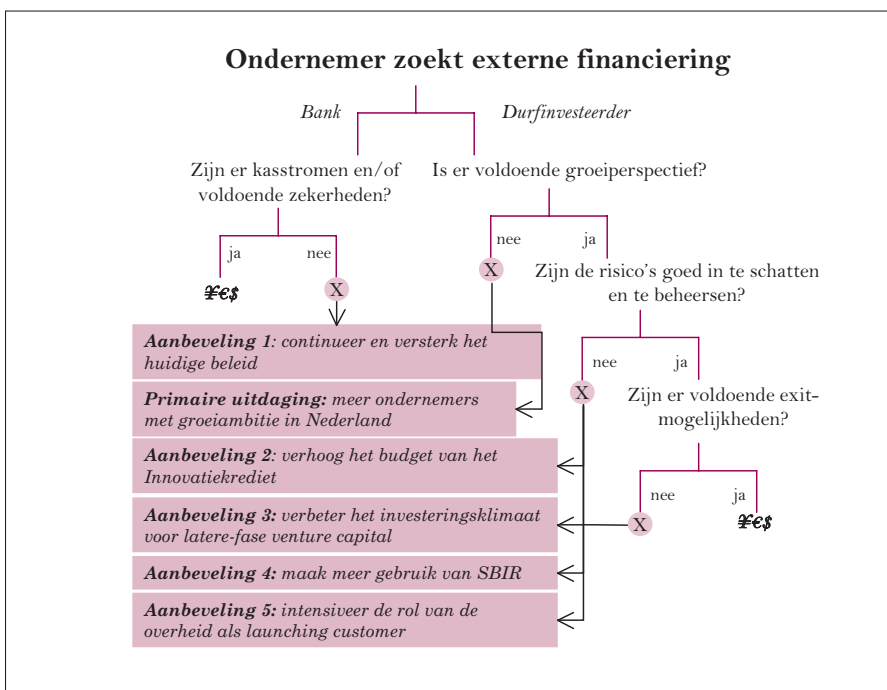 Ondernemer zoekt externe financiering
Bank
Durfinvesteerder
Zijn er kasstromen en/of
voldoende zekerheden?
Is er voldoende groeiperspectief?
ja
nee
nee
ja
¥€$
X
X
Zijn de risico's goed in te schatten
en te beheersen?
Aanbeveling 1: continueer en versterk het
huidige beleid
nee
ja
Primaire uitdaging: meer ondernemers
met groeiambitie in Nederland
X
Zijn er voldoende exit-
mogelijkheden?
Aanbeveling 2: verhoog het budget van het
Innovatiekrediet
nee
ja
Aanbeveling 3: verbeter het investeringsklimaat
voor latere-fase venture capital
X
¥€$
Aanbeveling 4: maak meer gebruik van SBIR
Aanbeveling 5: intensiveer de rol van de
overheid als launching customer